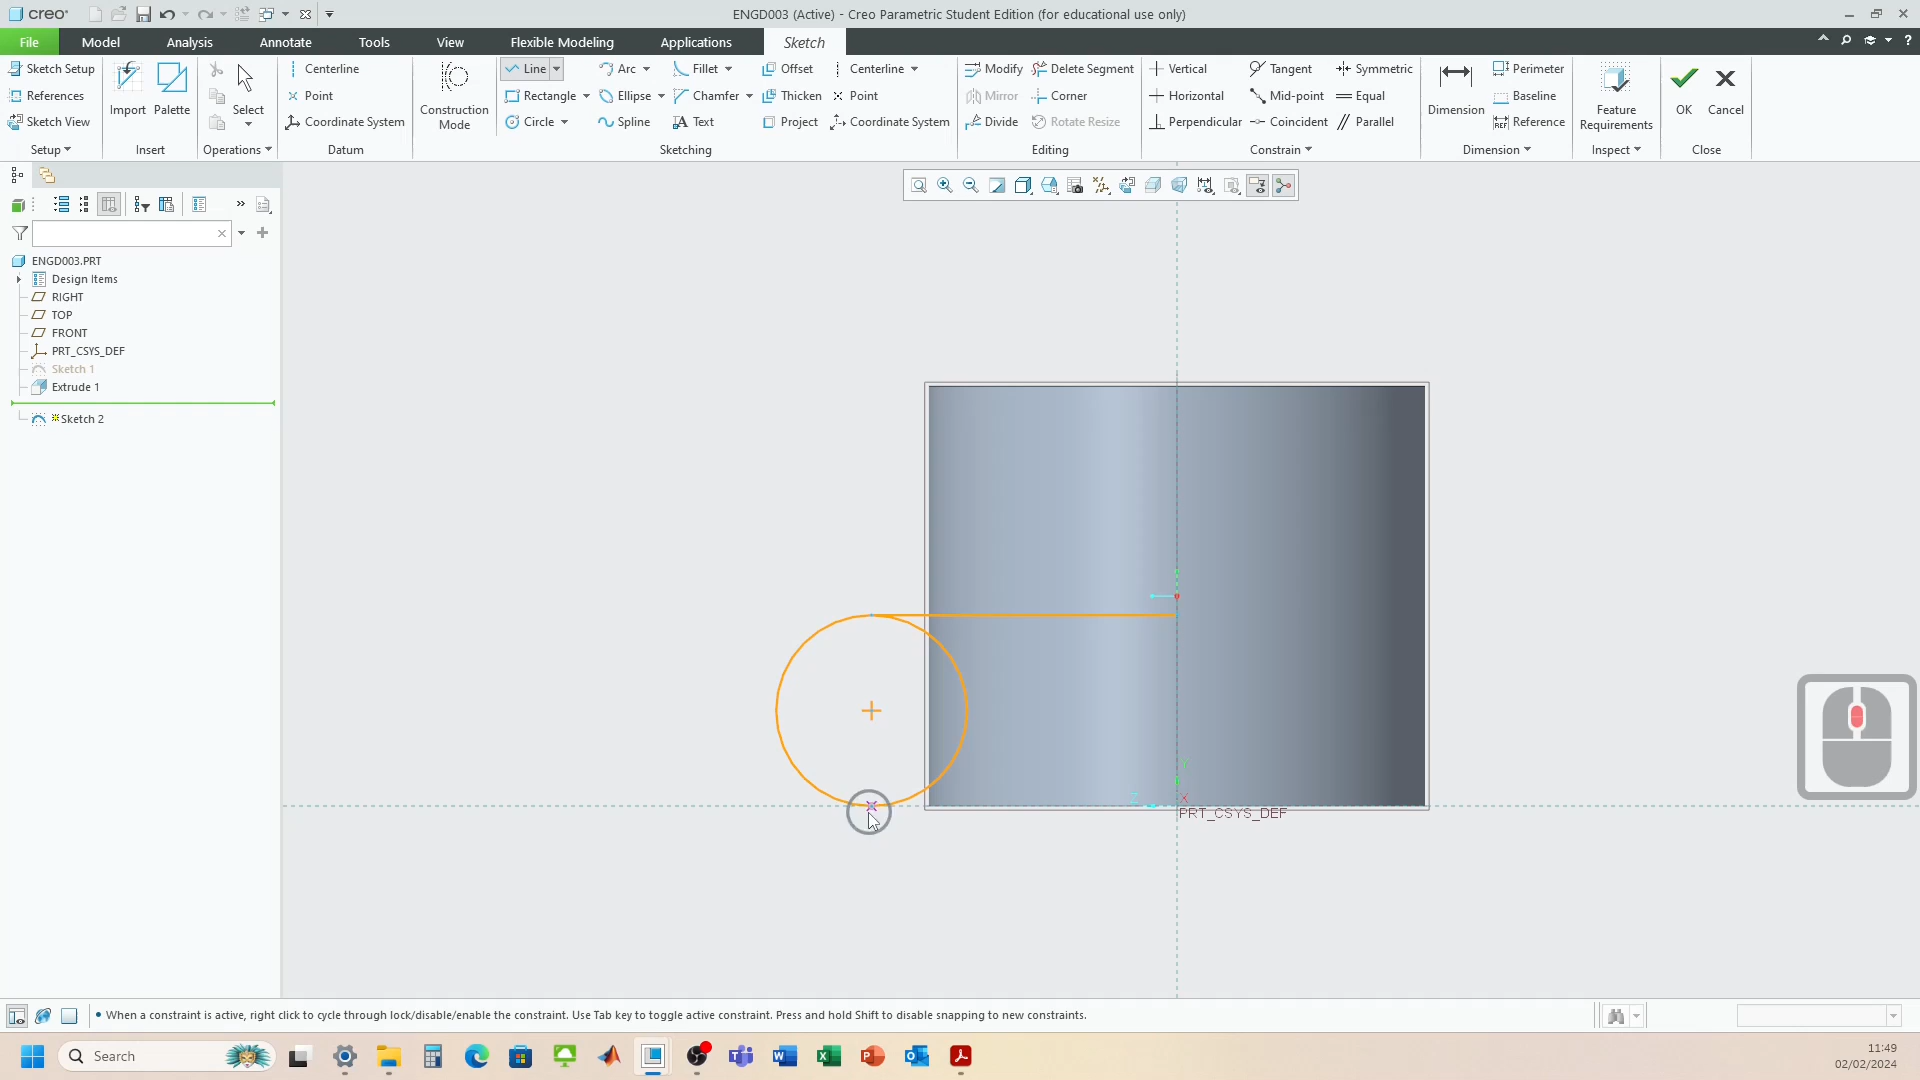 creo
ENGD003 (Active) - Creo Parametric Student Edition (for educational use only)
File Model Analysis Annotate Tools View Flexible Modeling Applications Sketch
Sketch Setup
References
Sketch View
Setup
Import Palette
Insert
Select
Operations
Centerline
Point
Coordinate System
Datum
Construction
Mode
Line Arc Fillet Offset Centerline
Rectangle Ellipse Chamfer Thicken Point
Circle Spline Text Project Coordinate System
Sketching
Modify Delete Segment
Mirror Corner
Divide Rotate Resize
Editing
Vertical Tangent Symmetric
Horizontal Mid-point Equal
Perpendicular Coincident Parallel
Constrain
Dimension
Perimeter
Baseline
Reference
Dimension
Feature
Requirements
Inspect
OK Cancel
Close
ENGD003.PRT
Design Items
RIGHT
TOP
FRONT
PRT_CSYS_DEF
Sketch 1
Extrude 1
Sketch 2
Y
Z X
PRT_CSYS_DEF
When a constraint is active, right click to cycle through lock/disable/enable the constraint. Use Tab key to toggle active constraint. Press and hold Shift to disable snapping to new constraints.
Search
11:49
02/02/2024